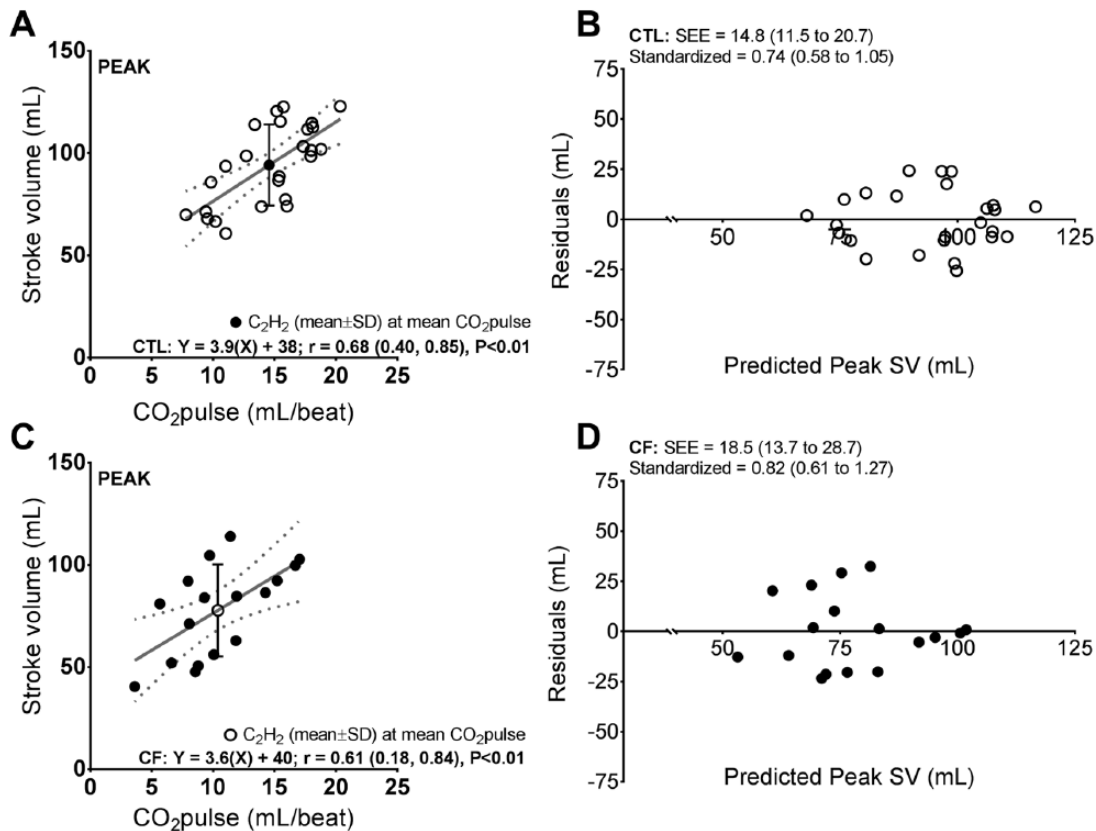 A
PEAK
Stroke volume (mL)
150
100
50
0
0 5 10 15 20 25
C₂H₂ (mean±SD) at mean CO₂pulse
CTL: Y = 3.9(X) + 38; r = 0.68 (0.40, 0.85), P<0.01
CO₂pulse (mL/beat)
B
CTL: SEE = 14.8 (11.5 to 20.7)
Standardized = 0.74 (0.58 to 1.05)
Residuals (mL)
75
50
25
0
-25
-50
-75
50 75 100 125
Predicted Peak SV (mL)
C
PEAK
Stroke volume (mL)
150
100
50
0
0 5 10 15 20 25
C₂H₂ (mean±SD) at mean CO₂pulse
CF: Y = 3.6(X) + 40; r = 0.61 (0.18, 0.84), P<0.01
CO₂pulse (mL/beat)
D
CF: SEE = 18.5 (13.7 to 28.7)
Standardized = 0.82 (0.61 to 1.27)
Residuals (mL)
75
50
25
0
-25
-50
-75
50 75 100 125
Predicted Peak SV (mL)